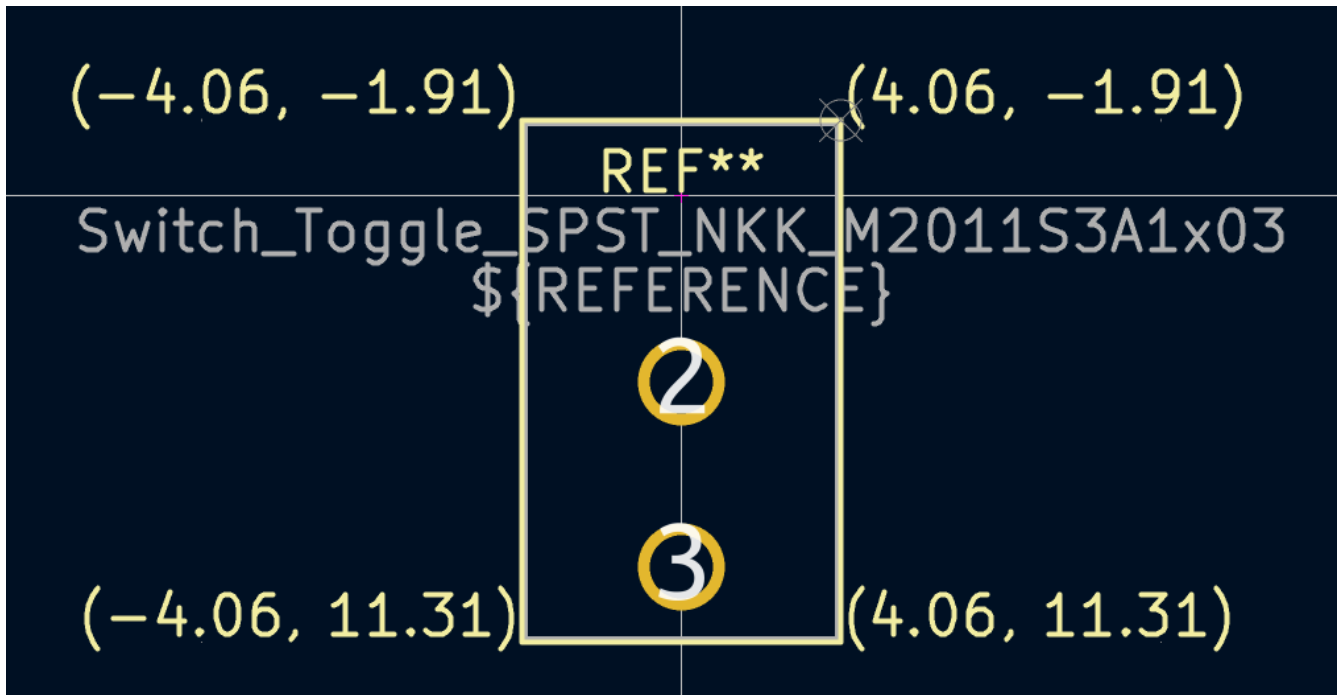 (-4.06, -1.91) (4.06, -1.91)
REF**
Switch_Toggle_SPST_NKK_M2011S3A1x03
${REFERENCE}
2
3
(-4.06, 11.31) (4.06, 11.31)